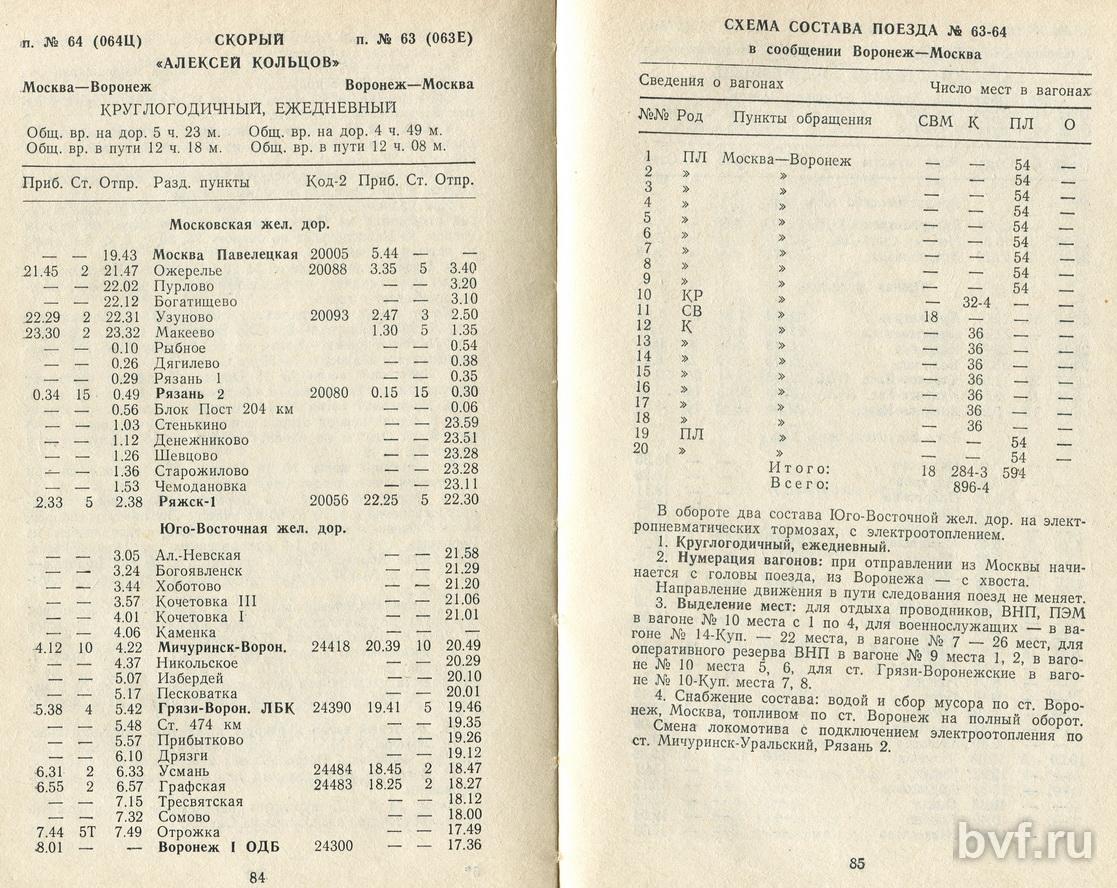 п. № 64 (064Ц) СКОРЫЙ п. № 63 (063Е)
«АЛЕКСЕЙ КОЛЬЦОВ»
Москва—Воронеж Воронеж—Москва
КРУГЛОГОДИЧНЫЙ, ЕЖЕДНЕВНЫЙ
Общ. вр. на дор. 5 ч. 23 м. Общ. вр. на дор. 4 ч. 49 м.
Общ. вр. в пути 12 ч. 18 м. Общ. вр. в пути 12 ч. 08 м.
Приб. Ст. Отпр. Разд. пункты Код-2 Приб. Ст. Отпр.
Московская жел. дор.
— — 19.43 Москва Павелецкая 20005 5.44 — —
21.45 2 21.47 Ожерелье 20088 3.35 5 3.40
— — 22.02 Пурлово — — 3.20
— — 22.12 Богатищево — — 3.10
22.29 2 22.31 Узуново 20093 2.47 3 2.50
23.30 2 23.32 Макеево 1.30 5 1.35
— — 0.10 Рыбное — — 0.54
— — 0.26 Дягилево — — 0.38
— — 0.29 Рязань 1 — — 0.35
0.34 15 0.49 Рязань 2 20080 0.15 15 0.30
— — 0.56 Блок Пост 204 км — — 0.06
— — 1.03 Стенькино — — 23.59
— — 1.12 Денежниково — — 23.51
— — 1.26 Шевцово — — 23.28
— — 1.36 Старожилово — — 23.28
— — 1.53 Чемодановка — — 23.11
2.33 5 2.38 Ряжск-1 20056 22.25 5 22.30
Юго-Восточная жел. дор.
— — 3.05 Ал.-Невская — — 21.58
— — 3.24 Богоявленск — — 21.29
— — 3.44 Хоботово — — 21.20
— — 3.57 Кочетовка III — — 21.06
— — 4.01 Кочетовка I — — 21.01
— — 4.06 Каменка — — —
4.12 10 4.22 Мичуринск-Ворон. 24418 20.39 10 20.49
— — 4.37 Никольское — — 20.29
— — 5.07 Избердей — — 20.10
— — 5.17 Песковатка — — 20.01
5.38 4 5.42 Грязи-Ворон. ЛБК 24390 19.41 5 19.46
— — 5.48 Ст. 474 км — — 19.35
— — 5.57 Прибытково — — 19.26
— — 6.10 Дрязги — — 19.12
6.31 2 6.33 Усмань 24484 18.45 2 18.47
6.55 2 6.57 Графская 24483 18.25 2 18.27
— — 7.15 Тресвятская — — 18.12
— — 7.32 Сомово — — 18.00
7.44 5Т 7.49 Отрожка — — 17.49
8.01 — — Воронеж I ОДБ 24300 — — 17.36
84
СХЕМА СОСТАВА ПОЕЗДА № 63-64
в сообщении Воронеж—Москва
Сведения о вагонах Число мест в вагонах
№№ Род Пункты обращения СВМ К ПЛ О
1 ПЛ Москва—Воронеж — — 54 —
2 » » — — 54 —
3 » » — — 54 —
4 » » — — 54 —
5 » » — — 54 —
6 » » — — 54 —
7 » » — — 54 —
8 » » — — 54 —
9 » » — — 54 —
10 КР » — 32-4 — —
11 СВ » 18 — — —
12 К » — 36 — —
13 » » — 36 — —
14 » » — 36 — —
15 » » — 36 — —
16 » » — 36 — —
17 » » — 36 — —
18 » » — 36 — —
19 ПЛ » — — 54 —
20 » » — — 54 —
Итого: 18 284-3 594
Всего: 896-4
В обороте два состава Юго-Восточной жел. дор. на элект-
ропневматических тормозах, с электроотоплением.
1. Круглогодичный, ежедневный.
2. Нумерация вагонов: при отправлении из Москвы начи-
нается с головы поезда, из Воронежа — с хвоста.
Направление движения в пути следования поезд не меняет.
3. Выделение мест: для отдыха проводников, ВНП, ПЭМ
в вагоне № 10 места с 1 по 4, для военнослужащих — в ва-
гоне № 14-Куп. — 22 места, в вагоне № 7 — 26 мест, для
оперативного резерва ВНП в вагоне № 9 места 1, 2, в ваго-
не № 10 места 5, 6, для ст. Грязи-Воронежские в ваго-
не № 10-Куп. места 7, 8.
4. Снабжение состава: водой и сбор мусора по ст. Воро-
неж, Москва, топливом по ст. Воронеж на полный оборот.
Смена локомотива с подключением электроотопления по
ст. Мичуринск-Уральский, Рязань 2.
85
bvf.ru